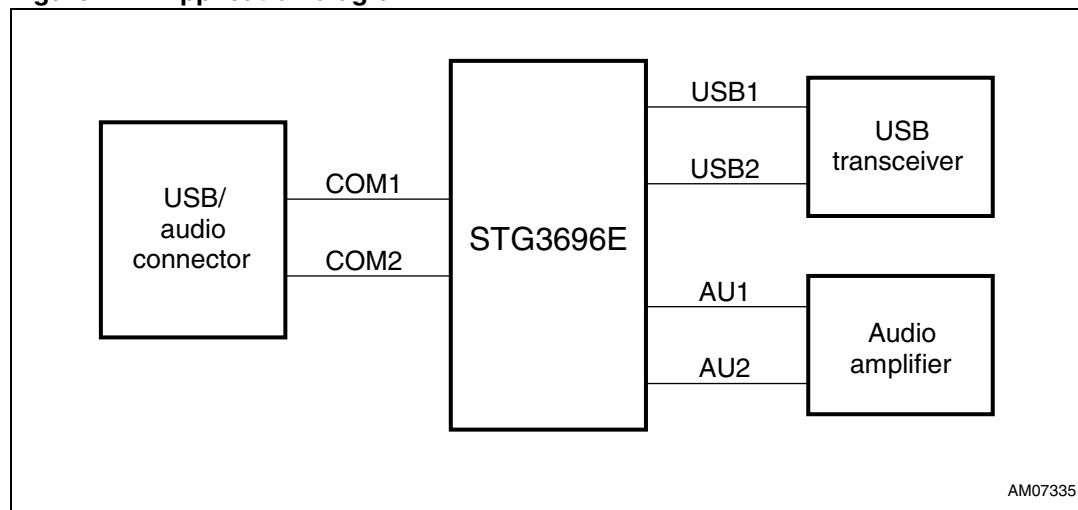 USB/
audio
connector
COM1
COM2
STG3696E
USB1
USB2
USB
transceiver
AU1
AU2
Audio
amplifier
AM07335